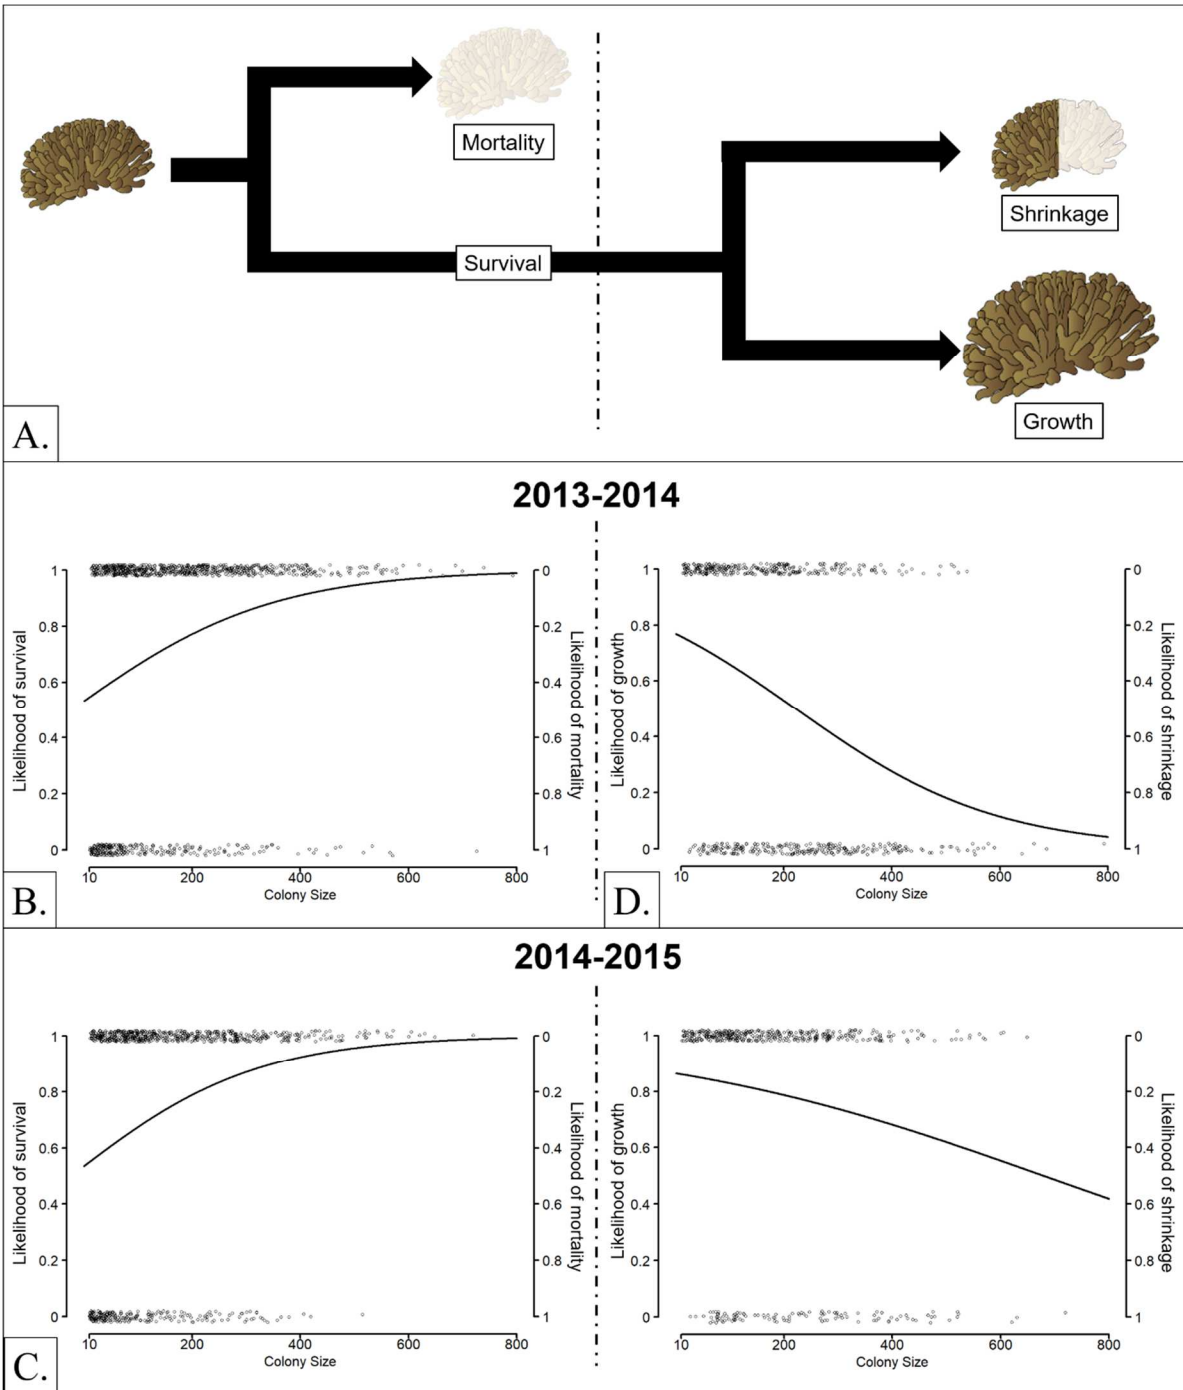 Mortality
Shrinkage
Survival
Growth
A.
2013-2014
1
0.8
0.6
0.4
0.2
0
Likelihood of survival
0
0.2
0.4
0.6
0.8
1
Likelihood of mortality
10 200 400 600 800
Colony Size
B.
1
0.8
0.6
0.4
0.2
0
Likelihood of growth
0
0.2
0.4
0.6
0.8
1
Likelihood of shrinkage
10 200 400 600 800
Colony Size
D.
2014-2015
1
0.8
0.6
0.4
0.2
0
Likelihood of survival
0
0.2
0.4
0.6
0.8
1
Likelihood of mortality
10 200 400 600 800
Colony Size
C.
1
0.8
0.6
0.4
0.2
0
Likelihood of growth
0
0.2
0.4
0.6
0.8
1
Likelihood of shrinkage
10 200 400 600 800
Colony Size